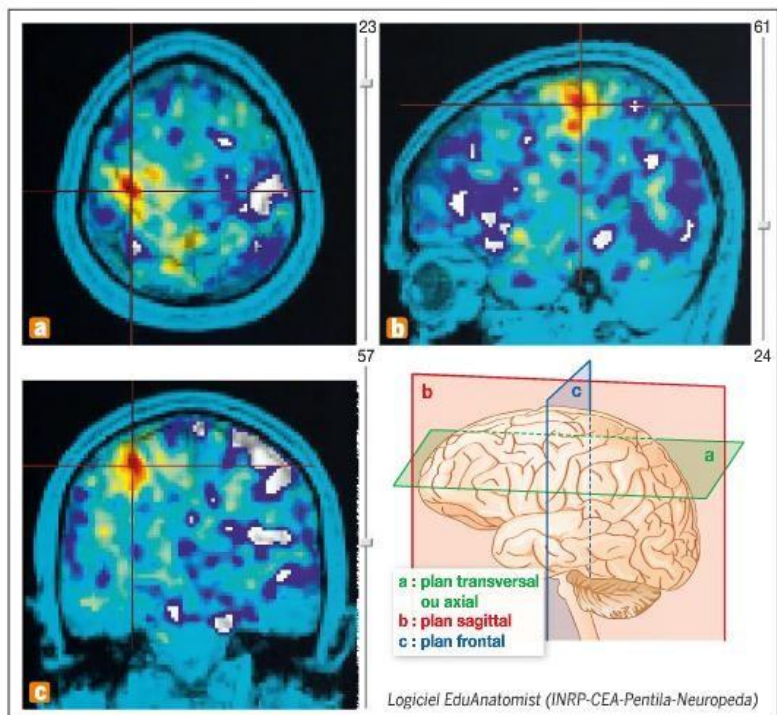 23
61
a
b
57
24
b
c
a
a : plan transversal
ou axial
b : plan sagittal
c : plan frontal
c
Logiciel EduAnatomist (INRP-CEA-Pentila-Neuropeda)